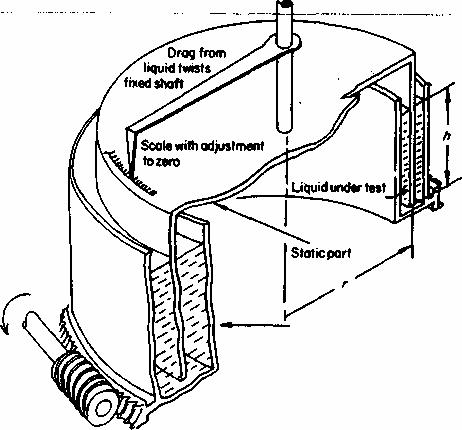 Drag from
liquid twists
fixed shaft
Scale with adjustment
to zero
h
Liquid under test
Static part
r